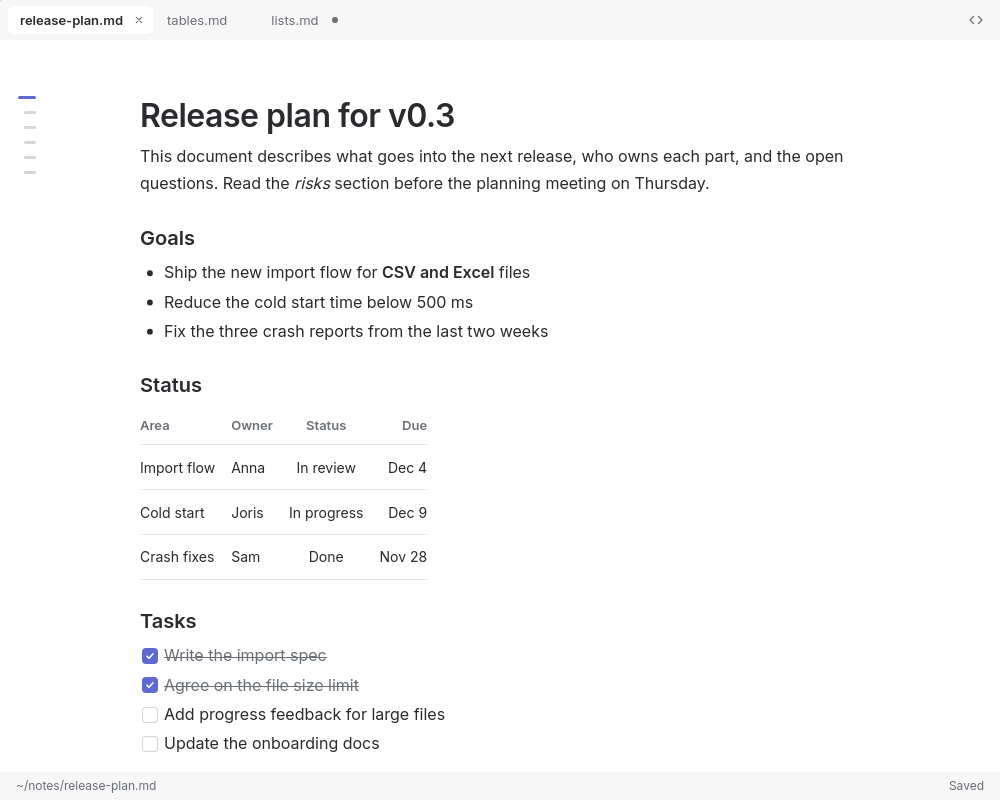 release-plan.md
tables.md
lists.md
Release plan for v0.3
This document describes what goes into the next release, who owns each part, and the open
questions. Read the risks section before the planning meeting on Thursday.
Goals
Ship the new import flow for CSV and Excel files
Reduce the cold start time below 500 ms
Fix the three crash reports from the last two weeks
Status
Area Owner Status Due
Import flow Anna In review Dec 4
Cold start Joris In progress Dec 9
Crash fixes Sam Done Nov 28
Tasks
Write the import spec
Agree on the file size limit
Add progress feedback for large files
Update the onboarding docs
~/notes/release-plan.md
Saved